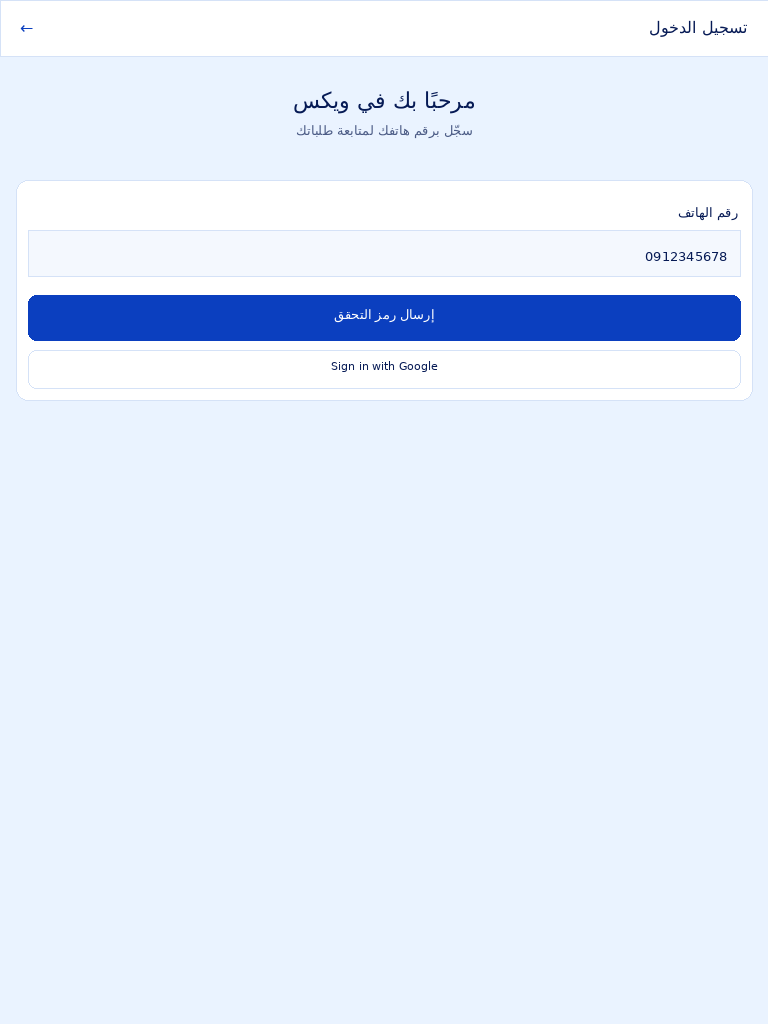 تسجيل الدخول ←
مرحبًا بك في ويكس
سجّل برقم هاتفك لمتابعة طلباتك
رقم الهاتف
0912345678
إرسال رمز التحقق
Sign in with Google